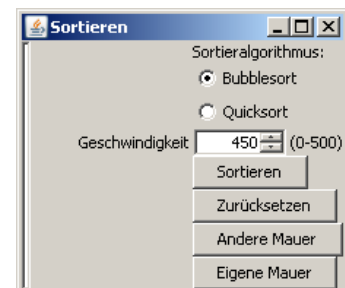 Sortieren
Sortieralgorithmus:
Bubblesort
Quicksort
Geschwindigkeit 450 (0-500)
Sortieren
Zurücksetzen
Andere Mauer
Eigene Mauer